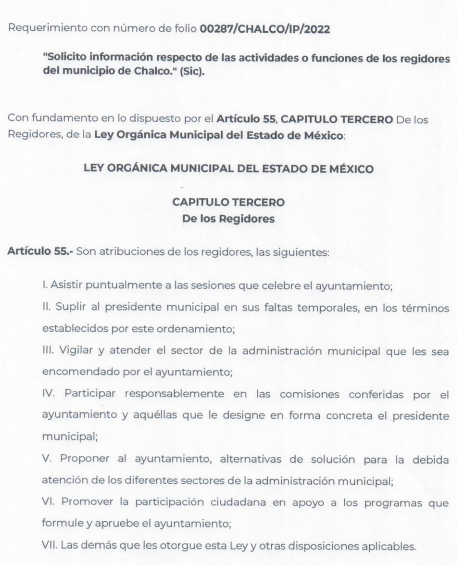 Requerimiento con número de folio 00287/CHALCO/IP/2022
"Solicito información respecto de las actividades o funciones de los regidores
del municipio de Chalco." (Sic).
Con fundamento en lo dispuesto por el Artículo 55, CAPITULO TERCERO De los
Regidores, de la Ley Orgánica Municipal del Estado de México:
LEY ORGÁNICA MUNICIPAL DEL ESTADO DE MÉXICO
CAPITULO TERCERO
De los Regidores
Artículo 55.- Son atribuciones de los regidores, las siguientes:
I. Asistir puntualmente a las sesiones que celebre el ayuntamiento;
II. Suplir al presidente municipal en sus faltas temporales, en los términos
establecidos por este ordenamiento;
III. Vigilar y atender el sector de la administración municipal que les sea
encomendado por el ayuntamiento;
IV. Participar responsablemente en las comisiones conferidas por el
ayuntamiento y aquéllas que le designe en forma concreta el presidente
municipal;
V. Proponer al ayuntamiento, alternativas de solución para la debida
atención de los diferentes sectores de la administración municipal;
VI. Promover la participación ciudadana en apoyo a los programas que
formule y apruebe el ayuntamiento;
VII. Las demás que les otorgue esta Ley y otras disposiciones aplicables.